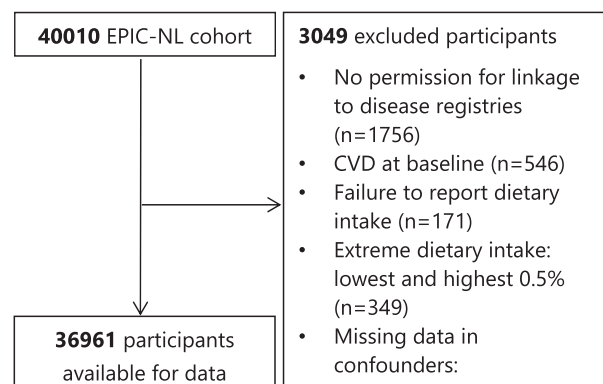 40010 EPIC-NL cohort
3049 excluded participants
• No permission for linkage
to disease registries
(n=1756)
• CVD at baseline (n=546)
• Failure to report dietary
intake (n=171)
• Extreme dietary intake:
lowest and highest 0.5%
(n=349)
• Missing data in
confounders:
36961 participants
available for data